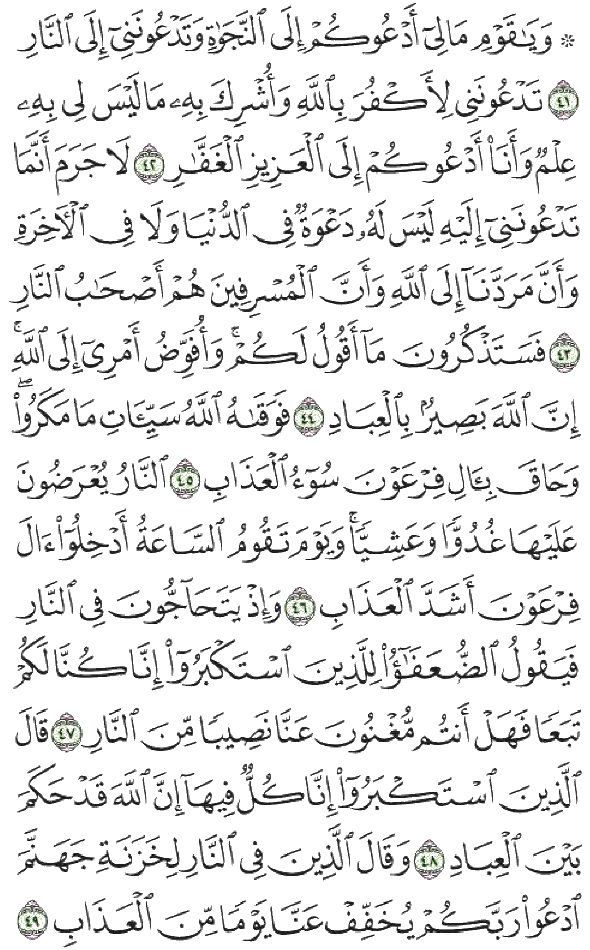 ۞ وَيَٰقَوۡمِ مَا لِيٓ أَدۡعُوكُمۡ إِلَى ٱلنَّجَوٰةِ وَتَدۡعُونَنِيٓ إِلَى ٱلنَّارِ
٤١ تَدۡعُونَنِي لِأَكۡفُرَ بِٱللَّهِ وَأُشۡرِكَ بِهِۦ مَا لَيۡسَ لِي بِهِۦ
عِلۡمٞ وَأَنَا۠ أَدۡعُوكُمۡ إِلَى ٱلۡعَزِيزِ ٱلۡغَفَّٰرِ ٤٢ لَا جَرَمَ أَنَّمَا
تَدۡعُونَنِيٓ إِلَيۡهِ لَيۡسَ لَهُۥ دَعۡوَةٞ فِي ٱلدُّنۡيَا وَلَا فِي ٱلۡأٓخِرَةِ
وَأَنَّ مَرَدَّنَآ إِلَى ٱللَّهِ وَأَنَّ ٱلۡمُسۡرِفِينَ هُمۡ أَصۡحَٰبُ ٱلنَّارِ
٤٣ فَسَتَذۡكُرُونَ مَآ أَقُولُ لَكُمۡۚ وَأُفَوِّضُ أَمۡرِيٓ إِلَى ٱللَّهِۚ
إِنَّ ٱللَّهَ بَصِيرُۢ بِٱلۡعِبَادِ ٤٤ فَوَقَىٰهُ ٱللَّهُ سَيِّـَٔاتِ مَا مَكَرُواْۖ
وَحَاقَ بِـَٔالِ فِرۡعَوۡنَ سُوٓءُ ٱلۡعَذَابِ ٤٥ ٱلنَّارُ يُعۡرَضُونَ
عَلَيۡهَا غُدُوّٗا وَعَشِيّٗاۚ وَيَوۡمَ تَقُومُ ٱلسَّاعَةُ أَدۡخِلُوٓاْ ءَالَ
فِرۡعَوۡنَ أَشَدَّ ٱلۡعَذَابِ ٤٦ وَإِذۡ يَتَحَآجُّونَ فِي ٱلنَّارِ
فَيَقُولُ ٱلضُّعَفَٰٓؤُاْ لِلَّذِينَ ٱسۡتَكۡبَرُوٓاْ إِنَّا كُنَّا لَكُمۡ
تَبَعٗا فَهَلۡ أَنتُم مُّغۡنُونَ عَنَّا نَصِيبٗا مِّنَ ٱلنَّارِ ٤٧ قَالَ
ٱلَّذِينَ ٱسۡتَكۡبَرُوٓاْ إِنَّا كُلّٞ فِيهَآ إِنَّ ٱللَّهَ قَدۡ حَكَمَ
بَيۡنَ ٱلۡعِبَادِ ٤٨ وَقَالَ ٱلَّذِينَ فِي ٱلنَّارِ لِخَزَنَةِ جَهَنَّمَ
ٱدۡعُواْ رَبَّكُمۡ يُخَفِّفۡ عَنَّا يَوۡمٗا مِّنَ ٱلۡعَذَابِ ٤٩